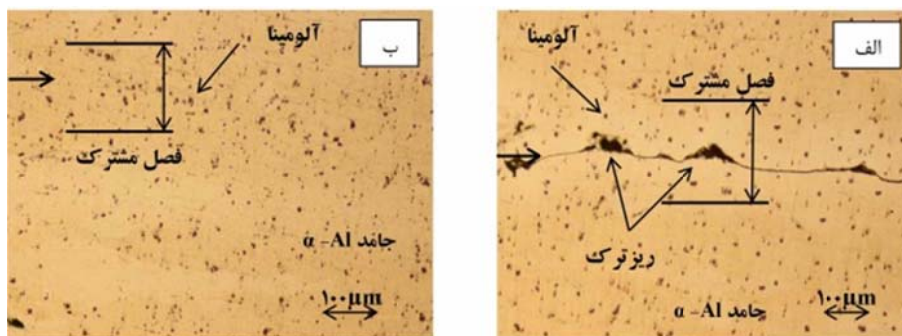 الف
آلومینا
فصل مشترک
ریزترک
α -Al جامد
۱۰۰µm
ب
آلومینا
فصل مشترک
α -Al جامد
۱۰۰µm